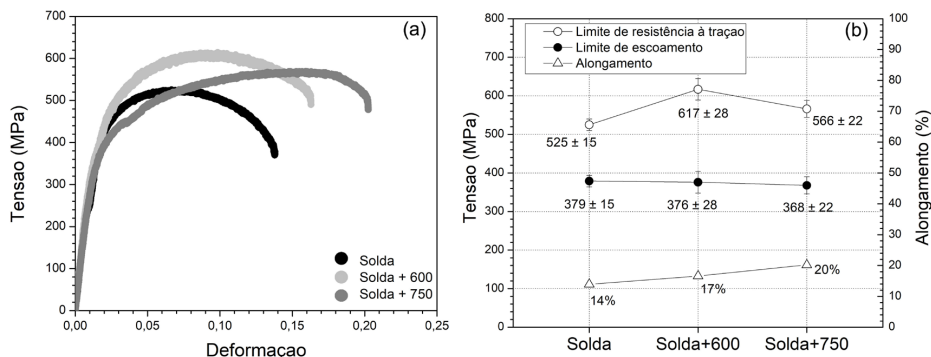 (a)
Tensao (MPa)
700
600
500
400
300
200
100
0
0,00 0,05 0,10 0,15 0,20 0,25
Deformacao
Solda
Solda + 600
Solda + 750
(b)
Tensao (MPa)
800
700
600
500
400
300
200
100
0
Limite de resistência à traçao
Limite de escoamento
Alongamento
525 ± 15
617 ± 28
566 ± 22
379 ± 15
376 ± 28
368 ± 22
14%
17%
20%
Solda Solda+600 Solda+750
100
90
80
70
60
50
40
30
20
10
0
Alongamento (%)